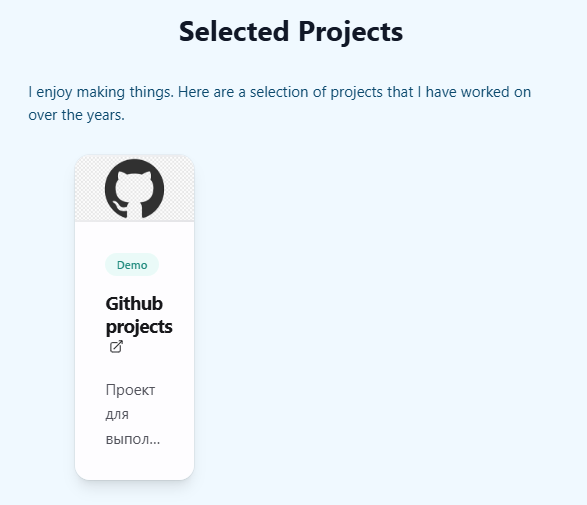 Selected Projects
I enjoy making things. Here are a selection of projects that I have worked on
over the years.
Demo
Github
projects
Проект
для
выпол...